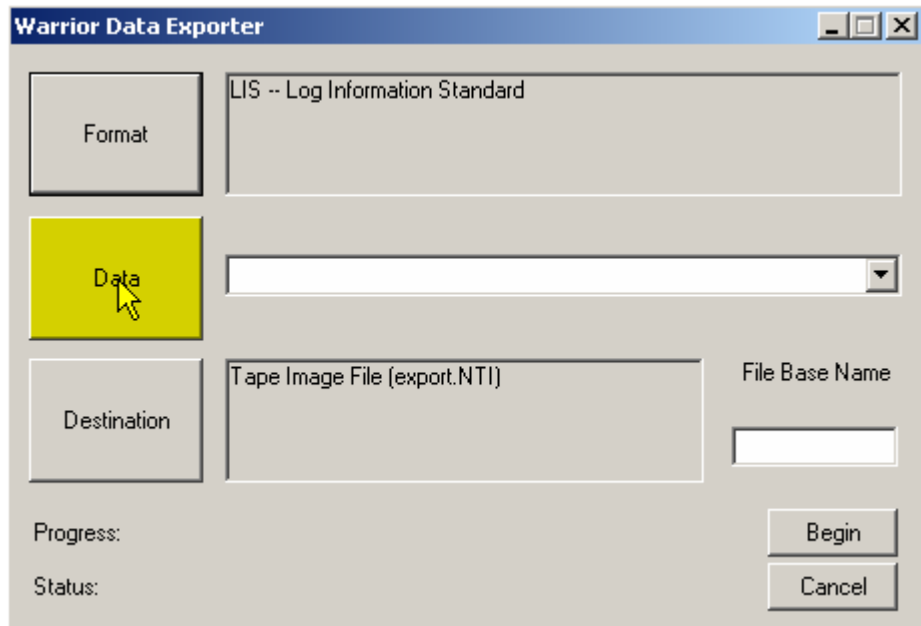 Warrior Data Exporter
Format
LIS -- Log Information Standard
Data
Destination
Tape Image File (export.NTI)
File Base Name
Progress:
Begin
Status:
Cancel